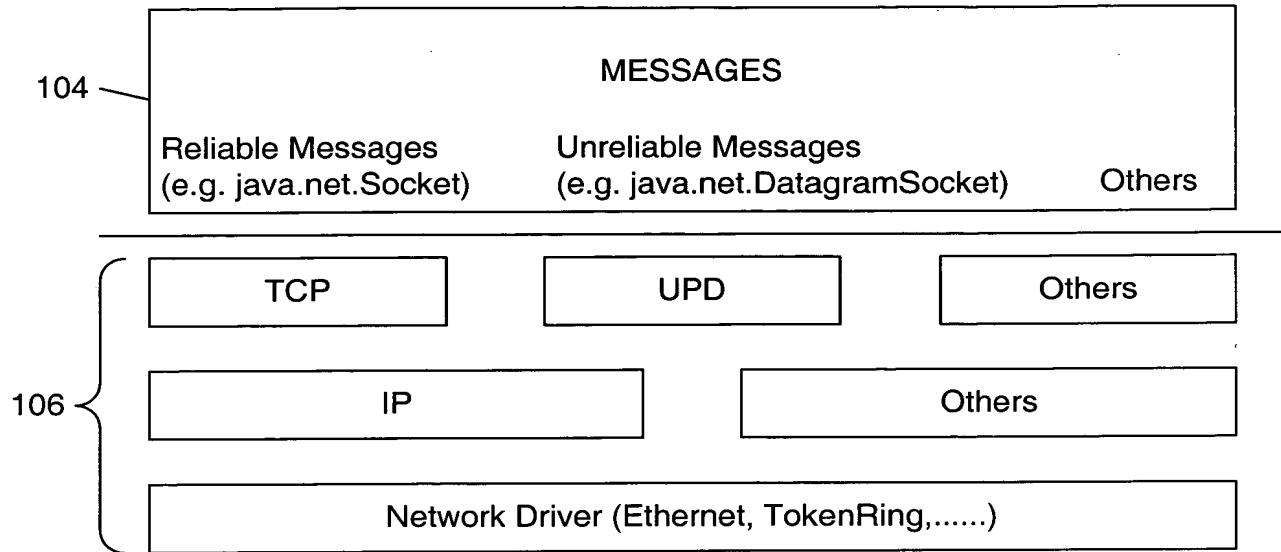 MESSAGES
104
Reliable Messages
(e.g. java.net.Socket)
Unreliable Messages
(e.g. java.net.DatagramSocket)
Others
TCP
UPD
Others
106
IP
Others
Network Driver (Ethernet, TokenRing,......)